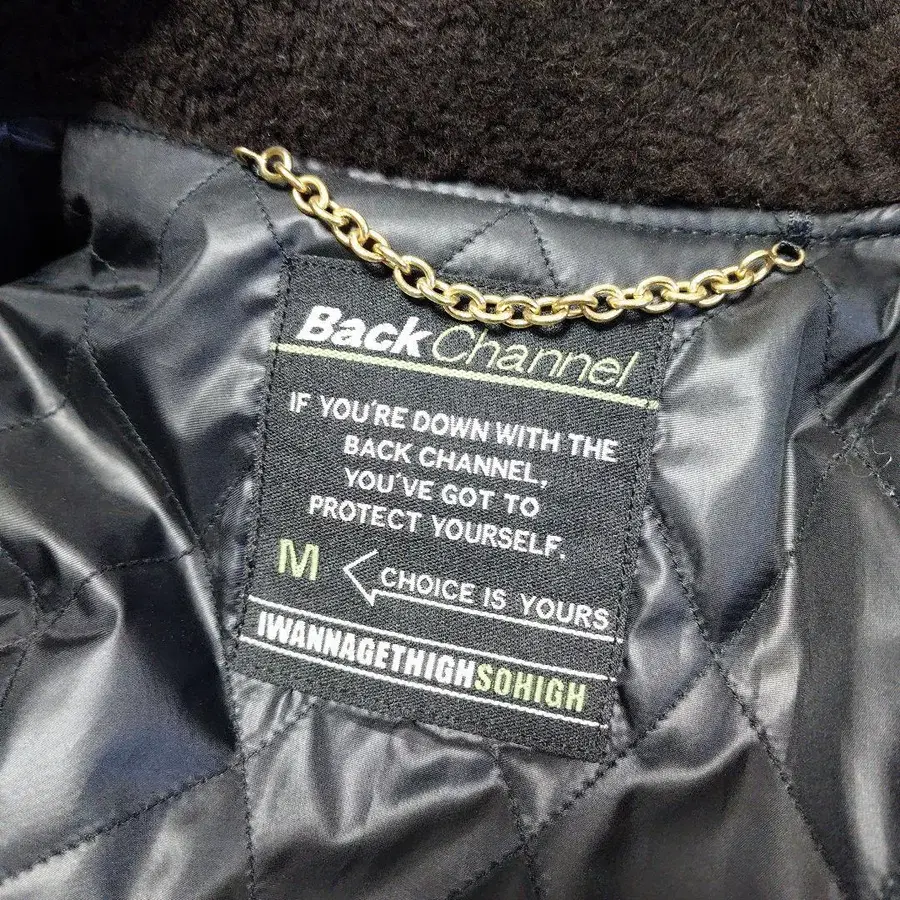 Back Channel
IF YOU'RE DOWN WITH THE
BACK CHANNEL,
YOU'VE GOT TO
PROTECT YOURSELF.
M CHOICE IS YOURS
IWANNAGETHIGHSOHIGH